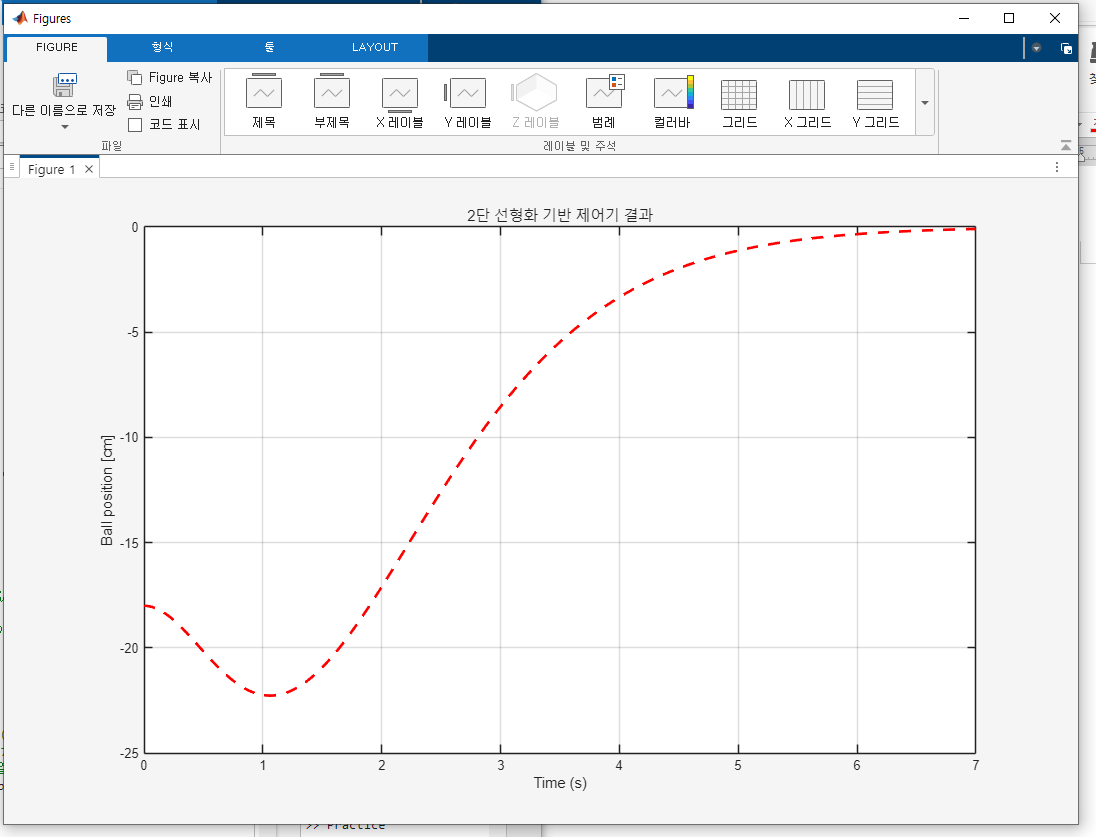 Figures
FIGURE 형식 툴 LAYOUT
다른 이름으로 저장
Figure 복사
인쇄
코드 표시
파일
제목 부제목 X 레이블 Y 레이블 Z 레이블 범례 컬러바 그리드 X 그리드 Y 그리드
레이블 및 주석
Figure 1
2단 선형화 기반 제어기 결과
0
-5
-10
-15
-20
-25
Ball position [cm]
0 1 2 3 4 5 6 7
Time (s)
>> Practice